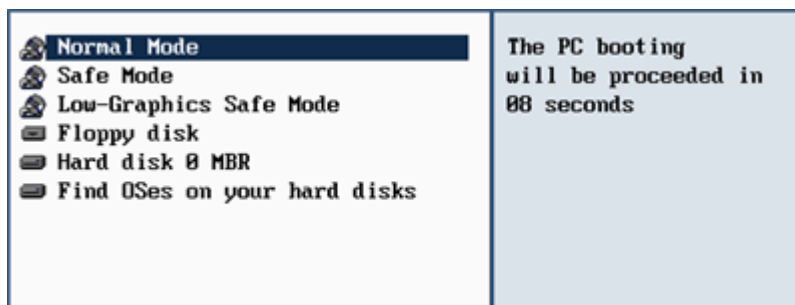 Normal Mode
Safe Mode
Low-Graphics Safe Mode
Floppy disk
Hard disk 0 MBR
Find OSes on your hard disks
The PC booting
will be proceeded in
08 seconds